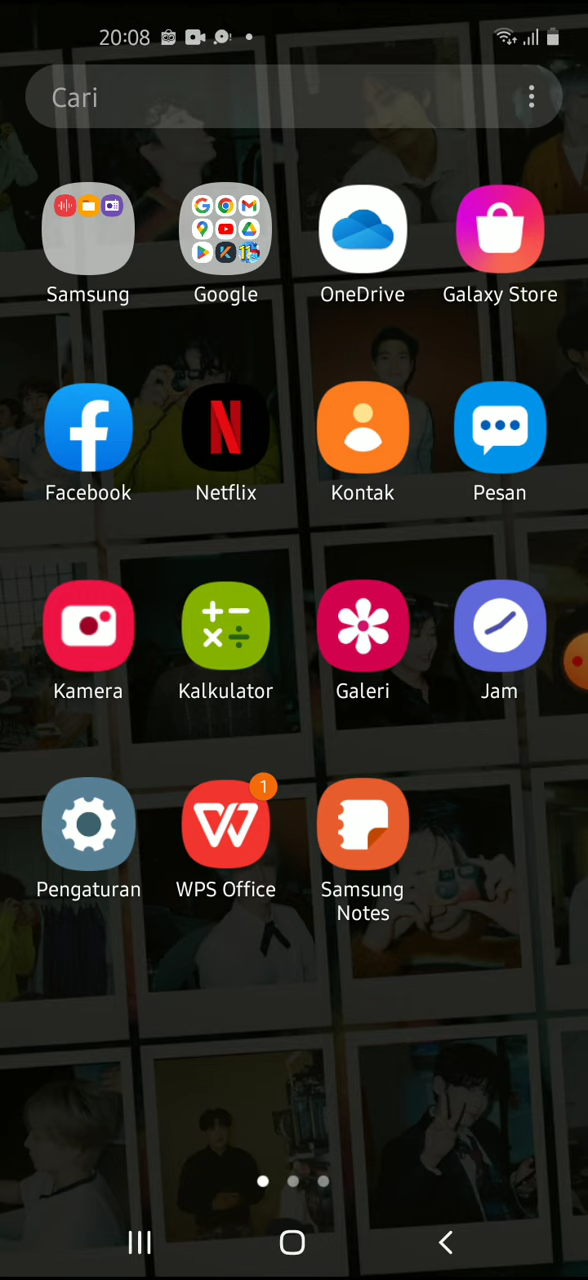 20:08
Cari
Samsung
Google
OneDrive
Galaxy Store
Facebook
Netflix
Kontak
Pesan
Kamera
Kalkulator
Galeri
Jam
1
Pengaturan
WPS Office
Samsung
Notes